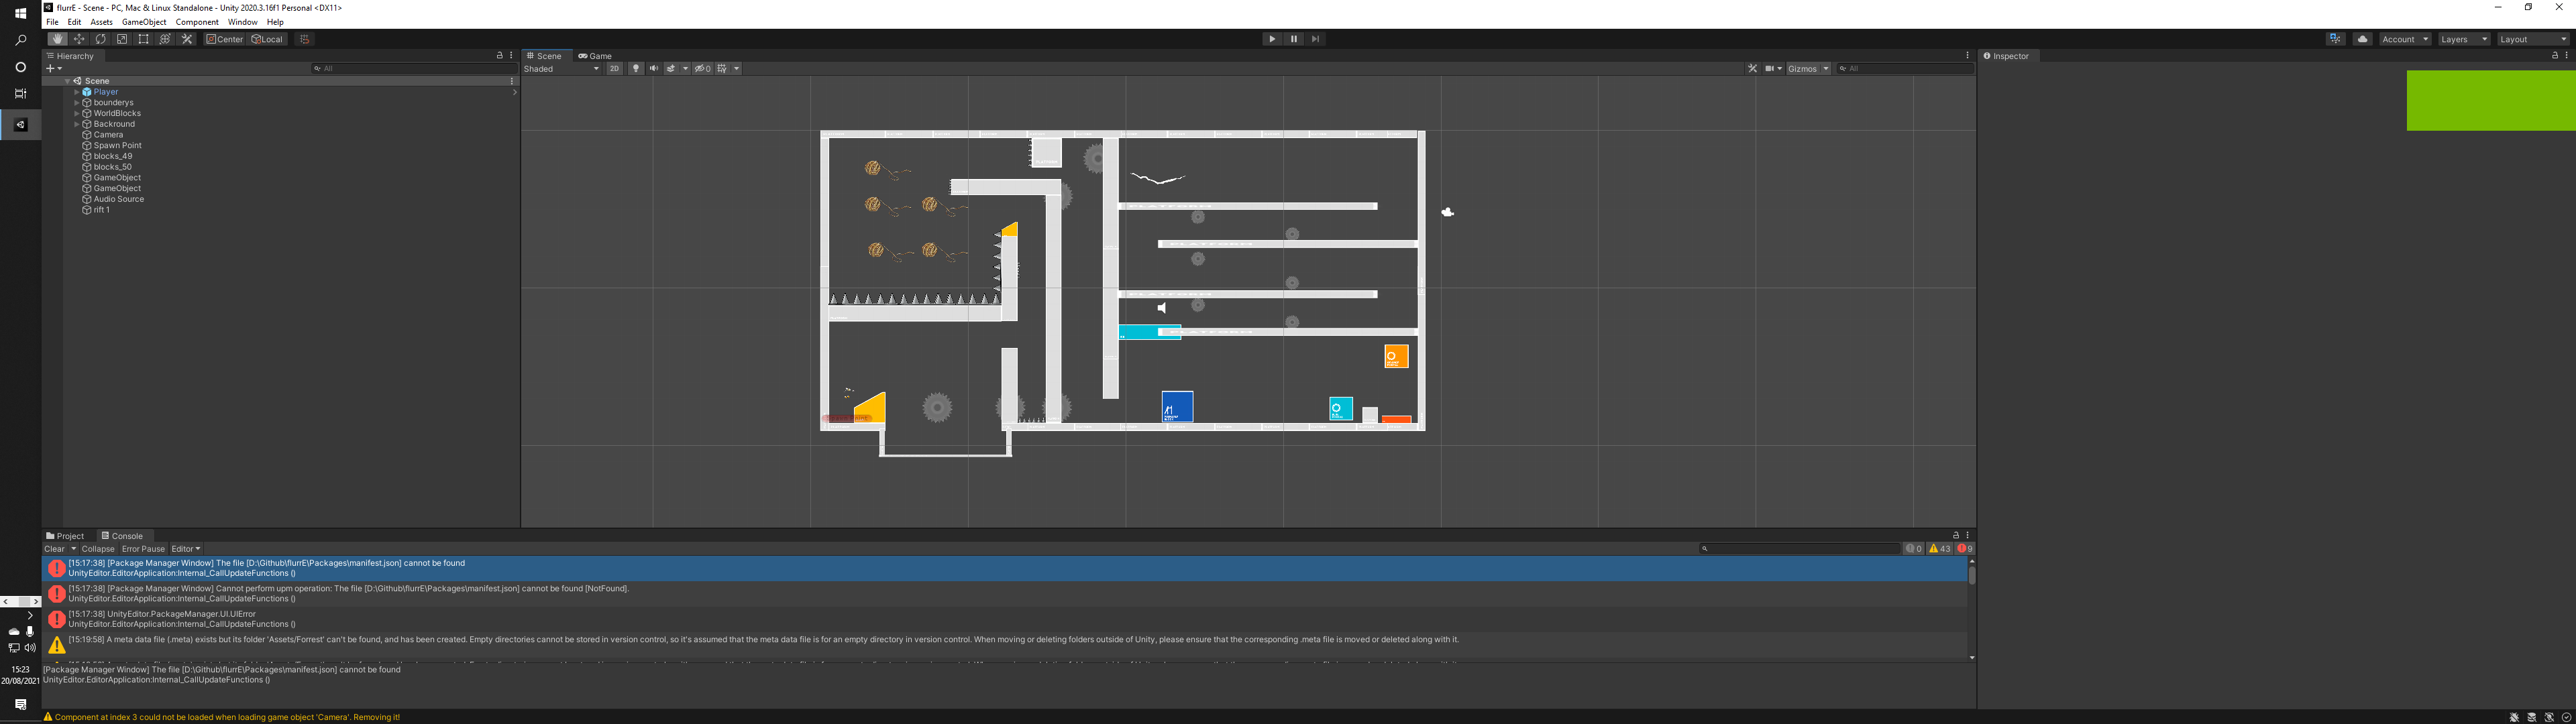 flurrE - Scene - PC, Mac & Linux Standalone - Unity 2020.3.16f1 Personal <DX11>
File Edit Assets GameObject Component Window Help
Center Local
Account Layers Layout
Hierarchy
All
Scene
Player
bounderys
WorldBlocks
Backround
Camera
Spawn Point
blocks_49
blocks_50
GameObject
GameObject
Audio Source
rift 1
Scene Game
Shaded 2D 0 Gizmos All
Inspector
Project Console
Clear Collapse Error Pause Editor 0 43 9
[15:17:38] [Package Manager Window] The file [D:\Github\flurrE\Packages\manifest.json] cannot be found
UnityEditor.EditorApplication:Internal_CallUpdateFunctions ()
[15:17:38] [Package Manager Window] Cannot perform upm operation: The file [D:\Github\flurrE\Packages\manifest.json] cannot be found [NotFound].
UnityEditor.EditorApplication:Internal_CallUpdateFunctions ()
[15:17:38] UnityEditor.PackageManager.UI.UIError
UnityEditor.EditorApplication:Internal_CallUpdateFunctions ()
[15:19:58] A meta data file (.meta) exists but its folder 'Assets/Forrest' can't be found, and has been created. Empty directories cannot be stored in version control, so it's assumed that the meta data file is for an empty directory in version control. When moving or deleting folders outside of Unity, please ensure that the corresponding .meta file is moved or deleted along with it.
[Package Manager Window] The file [D:\Github\flurrE\Packages\manifest.json] cannot be found
UnityEditor.EditorApplication:Internal_CallUpdateFunctions ()
Component at index 3 could not be loaded when loading game object 'Camera'. Removing it!
15:23
20/08/2021